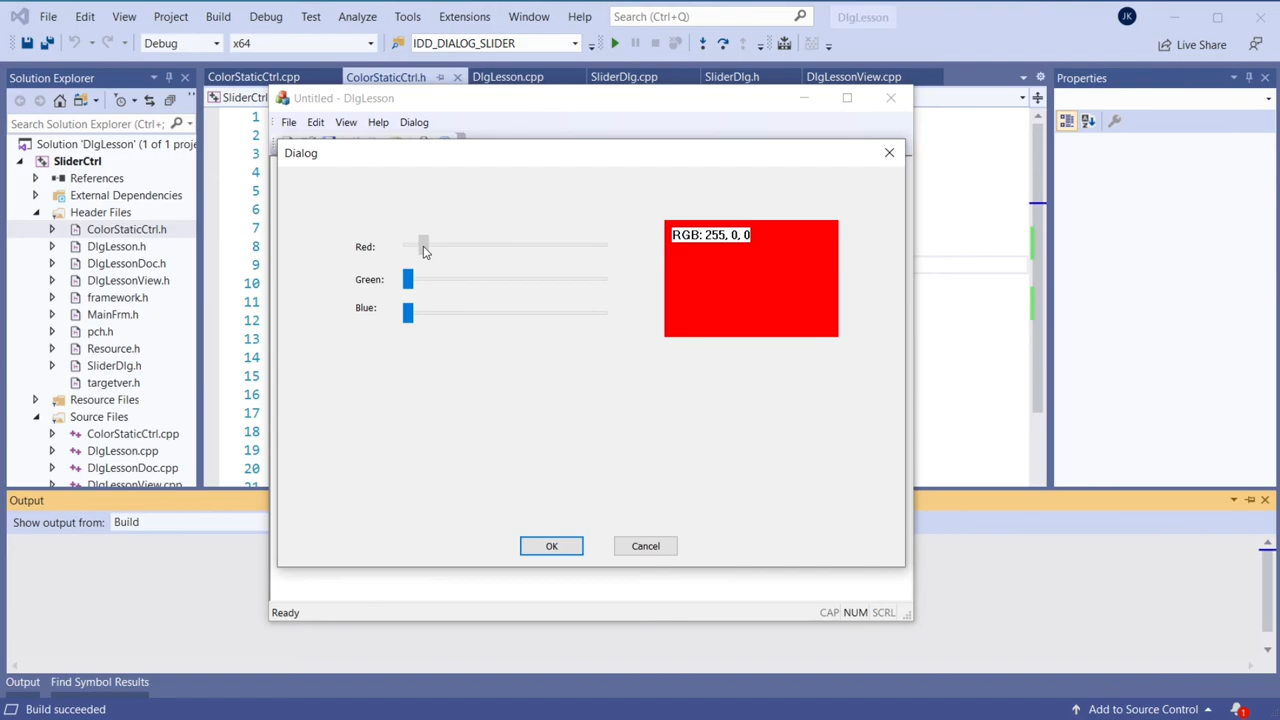 File Edit View Project Build Debug Test Analyze Tools Extensions Window Help Search (Ctrl+Q) DlgLesson JK
Debug x64 IDD_DIALOG_SLIDER Live Share
Solution Explorer
ColorStaticCtrl.cpp ColorStaticCtrl.h DlgLesson.cpp SliderDlg.cpp SliderDlg.h DlgLessonView.cpp
Properties
SliderCtrl
Search Solution Explorer (Ctrl+;)
Solution 'DlgLesson' (1 of 1 proje
SliderCtrl
References
External Dependencies
Header Files
ColorStaticCtrl.h
DlgLesson.h
DlgLessonDoc.h
DlgLessonView.h
framework.h
MainFrm.h
pch.h
Resource.h
SliderDlg.h
targetver.h
Resource Files
Source Files
ColorStaticCtrl.cpp
DlgLesson.cpp
DlgLessonDoc.cpp
DlgLessonView.cpp
1
2
3
4
5
6
7
8
9
10
11
12
13
14
15
16
17
18
19
20
21
Untitled - DlgLesson
File Edit View Help Dialog
Dialog
Red:
Green:
Blue:
RGB: 255, 0, 0
OK Cancel
Ready CAP NUM SCRL
Output
Show output from: Build
Output Find Symbol Results
Build succeeded Add to Source Control 1